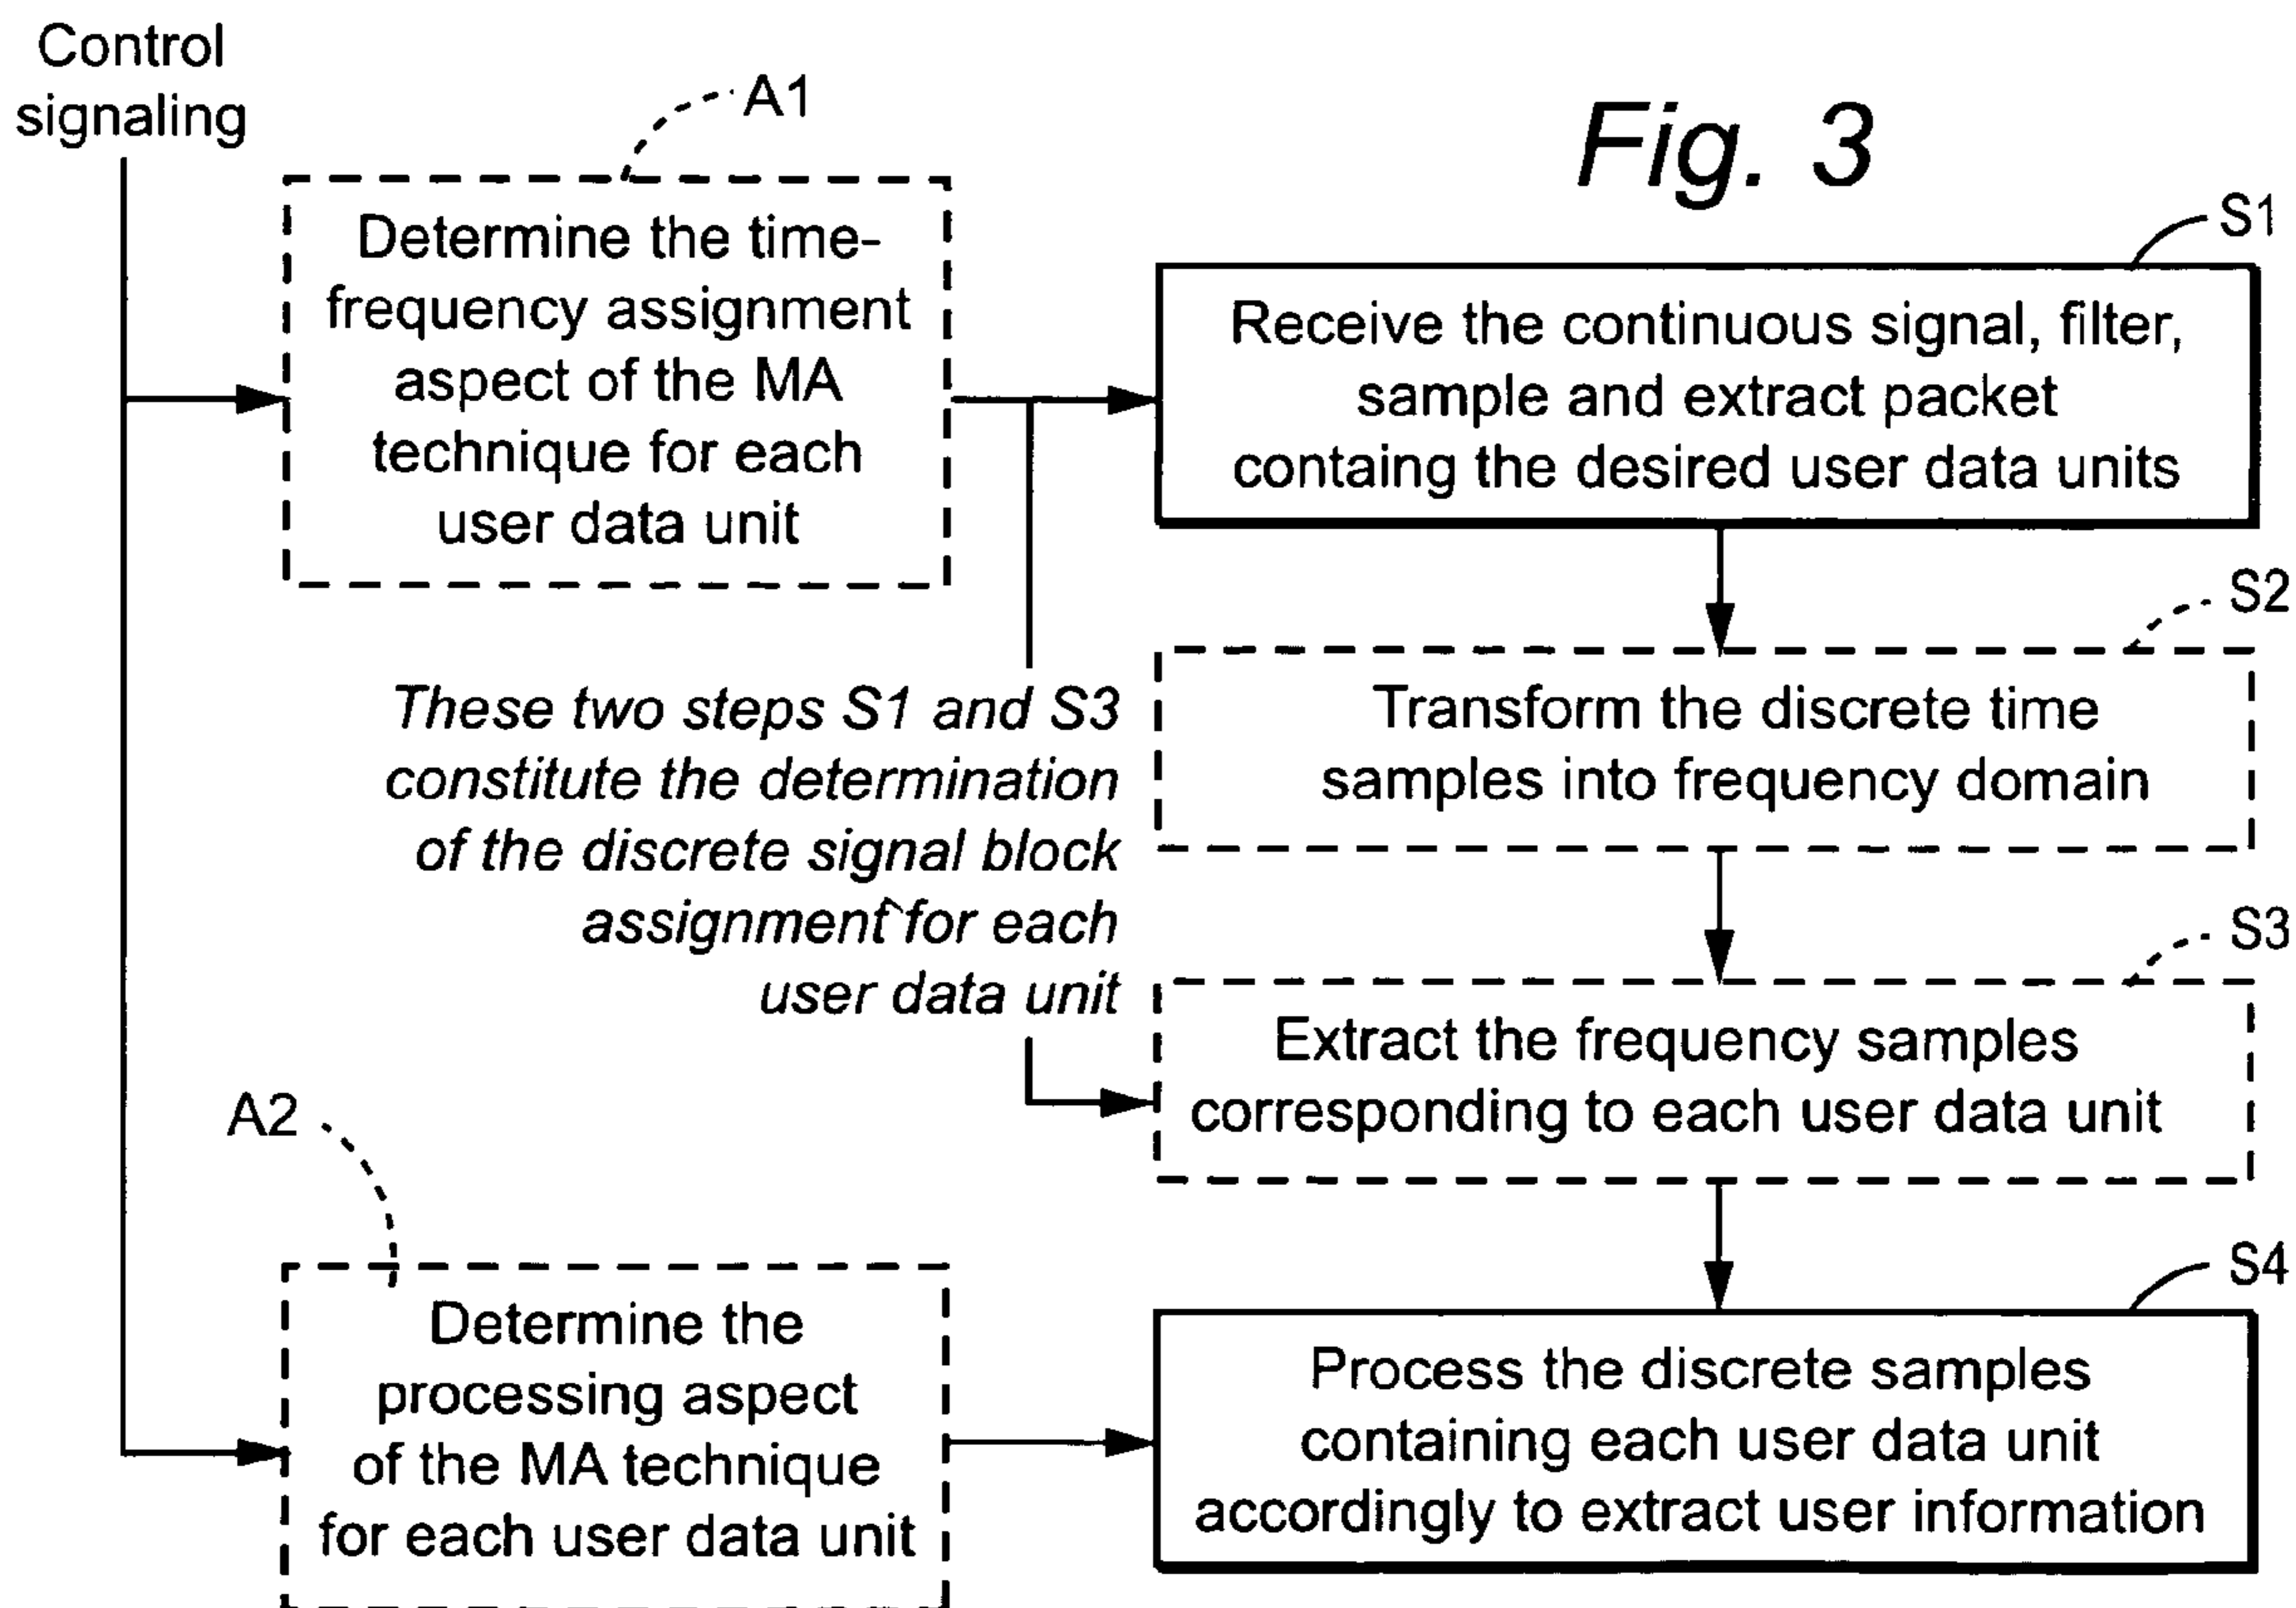 Control
signaling
A1
Fig. 3
Determine the time-
frequency assignment
aspect of the MA
technique for each
user data unit
S1
Receive the continuous signal, filter,
sample and extract packet
containg the desired user data units
S2
Transform the discrete time
samples into frequency domain
These two steps S1 and S3
constitute the determination
of the discrete signal block
assignment for each
user data unit
S3
Extract the frequency samples
corresponding to each user data unit
A2
Determine the
processing aspect
of the MA technique
for each user data unit
S4
Process the discrete samples
containing each user data unit
accordingly to extract user information